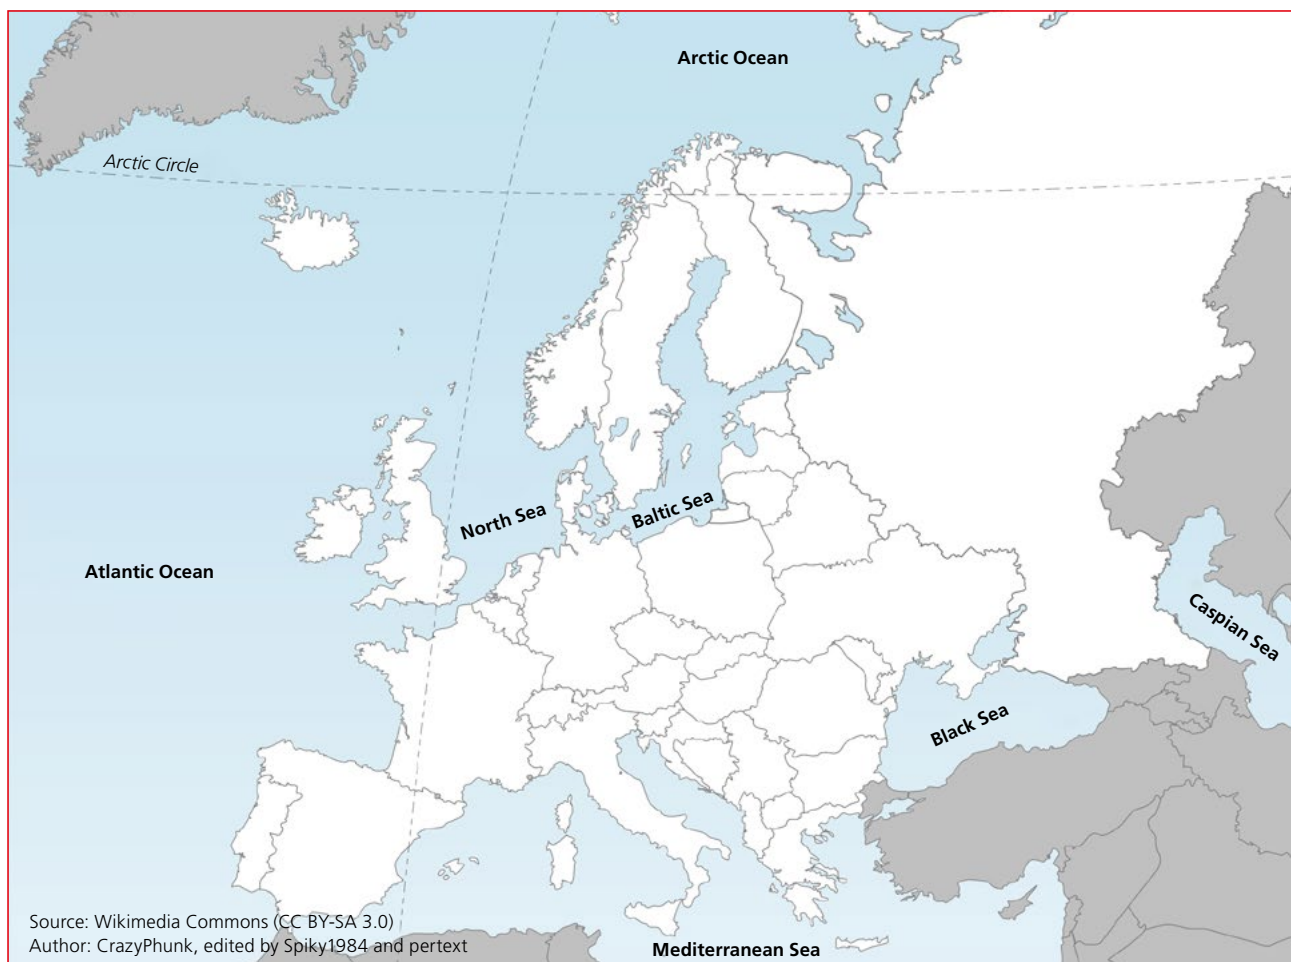 Arctic Ocean
Arctic Circle
North Sea
Baltic Sea
Atlantic Ocean
Caspian Sea
Black Sea
Source: Wikimedia Commons (CC BY-SA 3.0)
Author: CrazyPhunk, edited by Spiky1984 and pertext
Mediterranean Sea